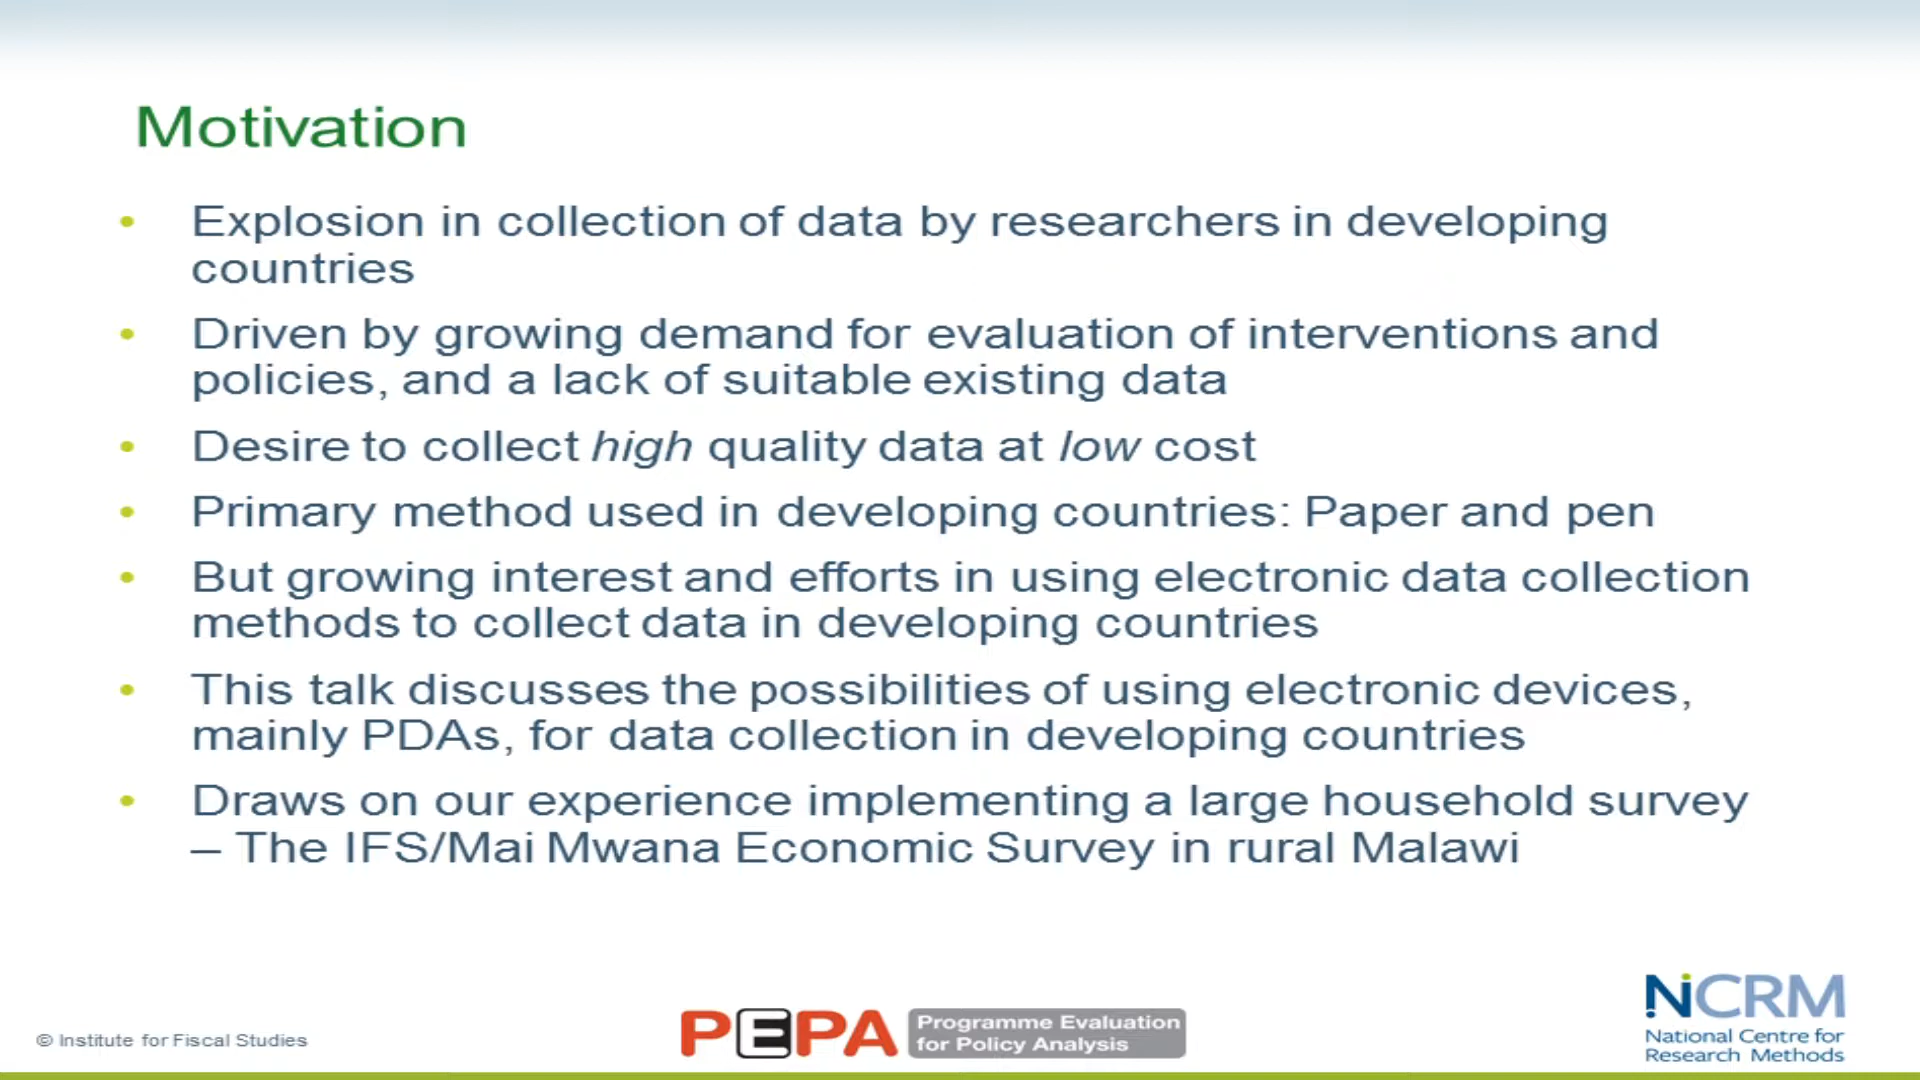 Motivation
• Explosion in collection of data by researchers in developing
countries
• Driven by growing demand for evaluation of interventions and
policies, and a lack of suitable existing data
• Desire to collect high quality data at low cost
• Primary method used in developing countries: Paper and pen
• But growing interest and efforts in using electronic data collection
methods to collect data in developing countries
• This talk discusses the possibilities of using electronic devices,
mainly PDAs, for data collection in developing countries
• Draws on our experience implementing a large household survey
– The IFS/Mai Mwana Economic Survey in rural Malawi
© Institute for Fiscal Studies
PEPA
Programme Evaluation
for Policy Analysis
NCRM
National Centre for
Research Methods